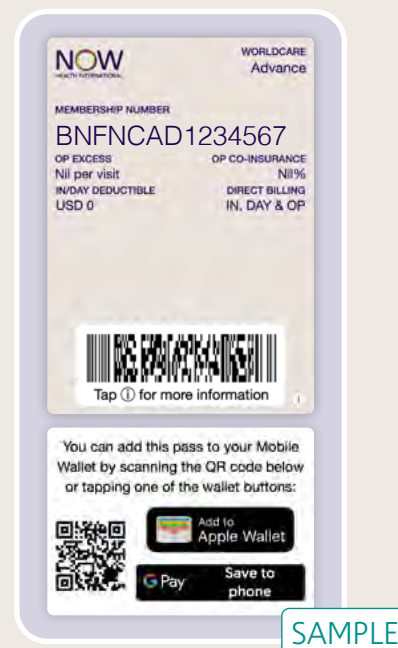 NOW
HEALTH INTERNATIONAL
WORLDCARE
Advance
MEMBERSHIP NUMBER
BNFNCAD1234567
OP EXCESS
Nil per visit
OP CO-INSURANCE
Nil%
IN/DAY DEDUCTIBLE
USD 0
DIRECT BILLING
IN, DAY & OP
Tap ⓘ for more information
You can add this pass to your Mobile
Wallet by scanning the QR code below
or tapping one of the wallet buttons:
Add to
Apple Wallet
G Pay
Save to
phone
SAMPLE